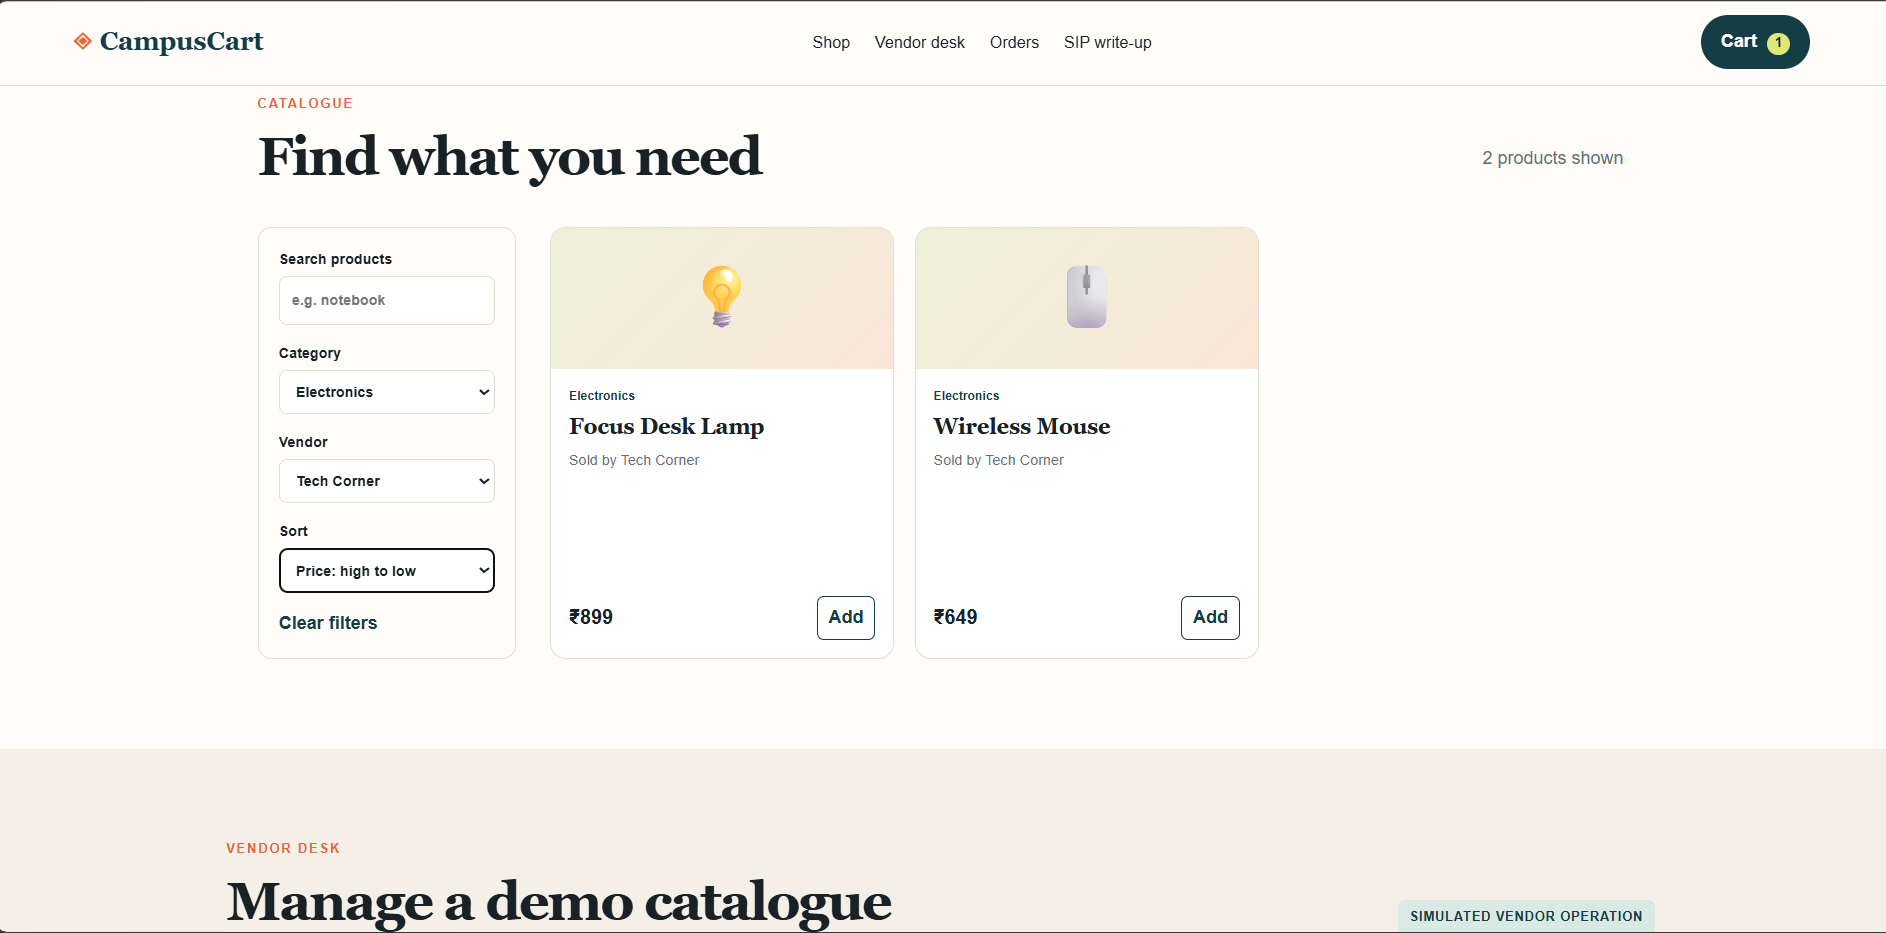 CampusCart
Shop Vendor desk Orders SIP write-up
Cart 1
CATALOGUE
Find what you need
2 products shown
Search products
e.g. notebook
Category
Electronics
Vendor
Tech Corner
Sort
Price: high to low
Clear filters
Electronics
Focus Desk Lamp
Sold by Tech Corner
₹899
Add
Electronics
Wireless Mouse
Sold by Tech Corner
₹649
Add
VENDOR DESK
Manage a demo catalogue
SIMULATED VENDOR OPERATION